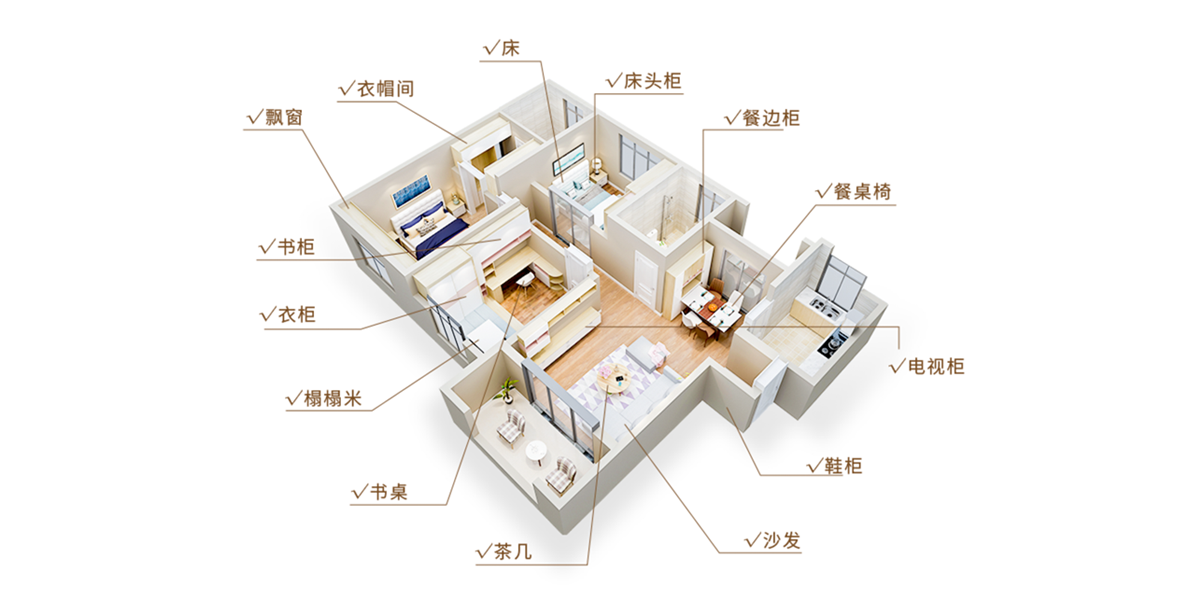 √床
√床头柜
√衣帽间
√飘窗
√餐边柜
√餐桌椅
√书柜
√衣柜
√电视柜
√榻榻米
√鞋柜
√书桌
√沙发
√茶几